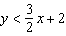 y < 3/2 x + 2